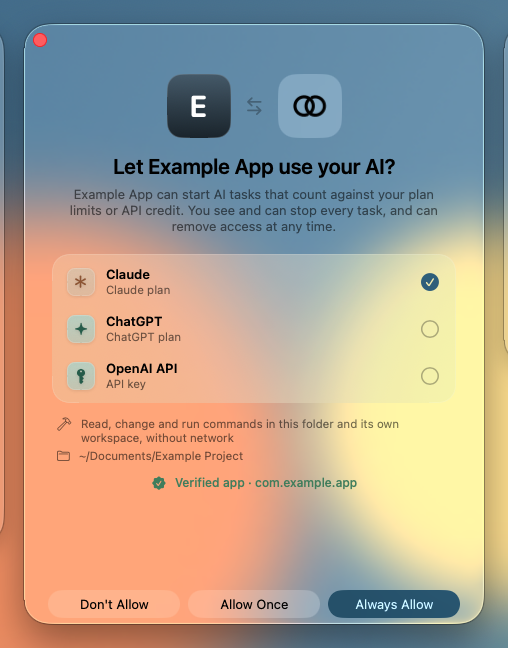 E
Let Example App use your AI?
Example App can start AI tasks that count against your plan
limits or API credit. You see and can stop every task, and can
remove access at any time.
Claude
Claude plan
ChatGPT
ChatGPT plan
OpenAI API
API key
Read, change and run commands in this folder and its own
workspace, without network
~/Documents/Example Project
Verified app · com.example.app
Don't Allow
Allow Once
Always Allow